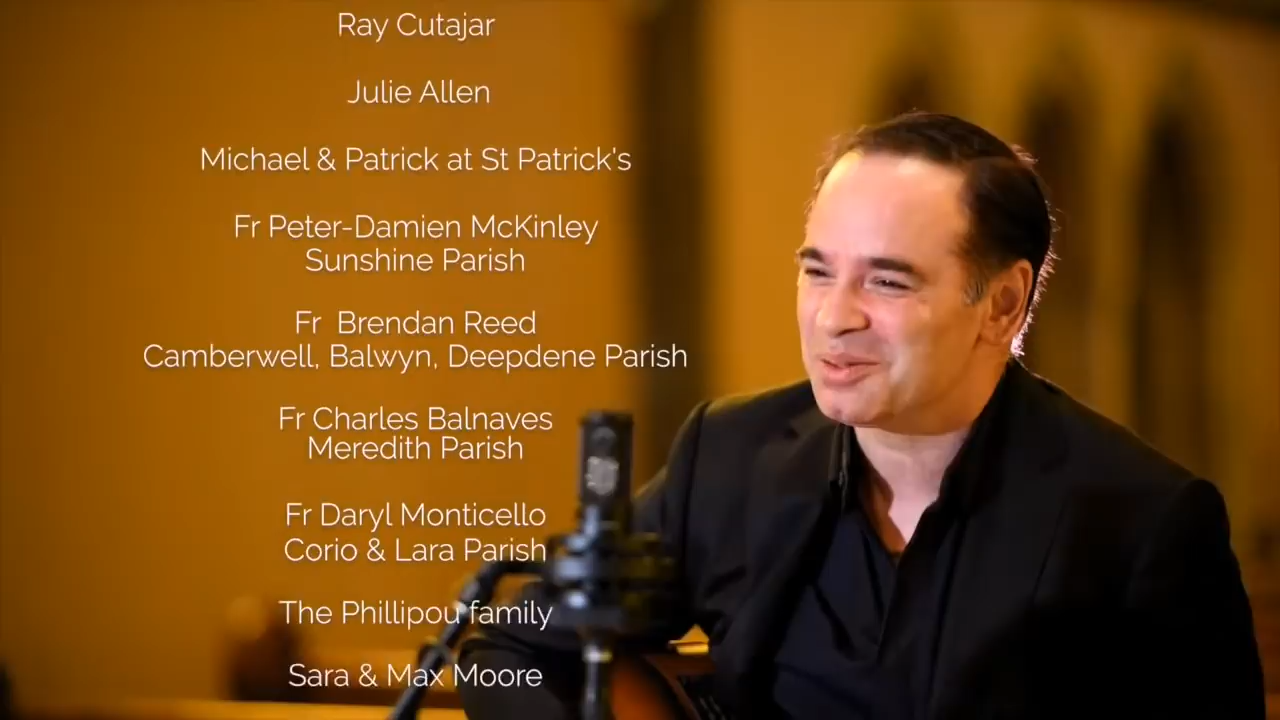 Ray Cutajar
Julie Allen
Michael & Patrick at St Patrick's
Fr Peter-Damien McKinley
Sunshine Parish
Fr Brendan Reed
Camberwell, Balwyn, Deepdene Parish
Fr Charles Balnaves
Meredith Parish
Fr Daryl Monticello
Corio & Lara Parish
The Phillipou family
Sara & Max Moore